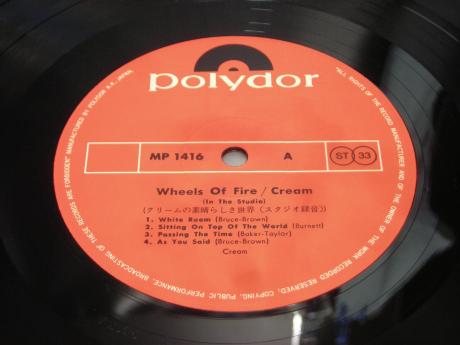 polydor
MP 1416
A
ST 33
Wheels Of Fire / Cream
(In The Studio)
(クリームの素晴らしき世界(スタジオ録音))
1. White Room (Bruce-Brown)
2. Sitting On Top Of The World (Burnett)
3. Passing The Time (Baker-Taylor)
4. As You Said (Bruce-Brown)
Cream
"ALL RIGHTS OF THE RECORD MANUFACTURER AND OF THE OWNER OF THE RECORDED WORK RESERVED, COPYING, PUBLIC PERFORMANCE, BROADCASTING OF THESE RECORDS ARE FORBIDDEN" MANUFACTURED BY POLYDOR K.K., JAPAN.